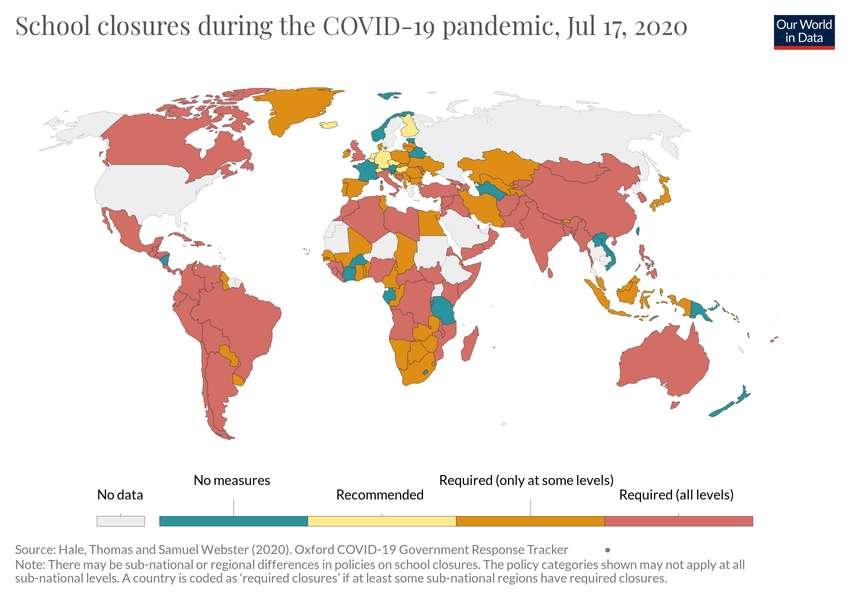 School closures during the COVID-19 pandemic, Jul 17, 2020
Our World
in Data
No data
No measures
Recommended
Required (only at some levels)
Required (all levels)
Source: Hale, Thomas and Samuel Webster (2020). Oxford COVID-19 Government Response Tracker •
Note: There may be sub-national or regional differences in policies on school closures. The policy categories shown may not apply at all
sub-national levels. A country is coded as ‘required closures’ if at least some sub-national regions have required closures.